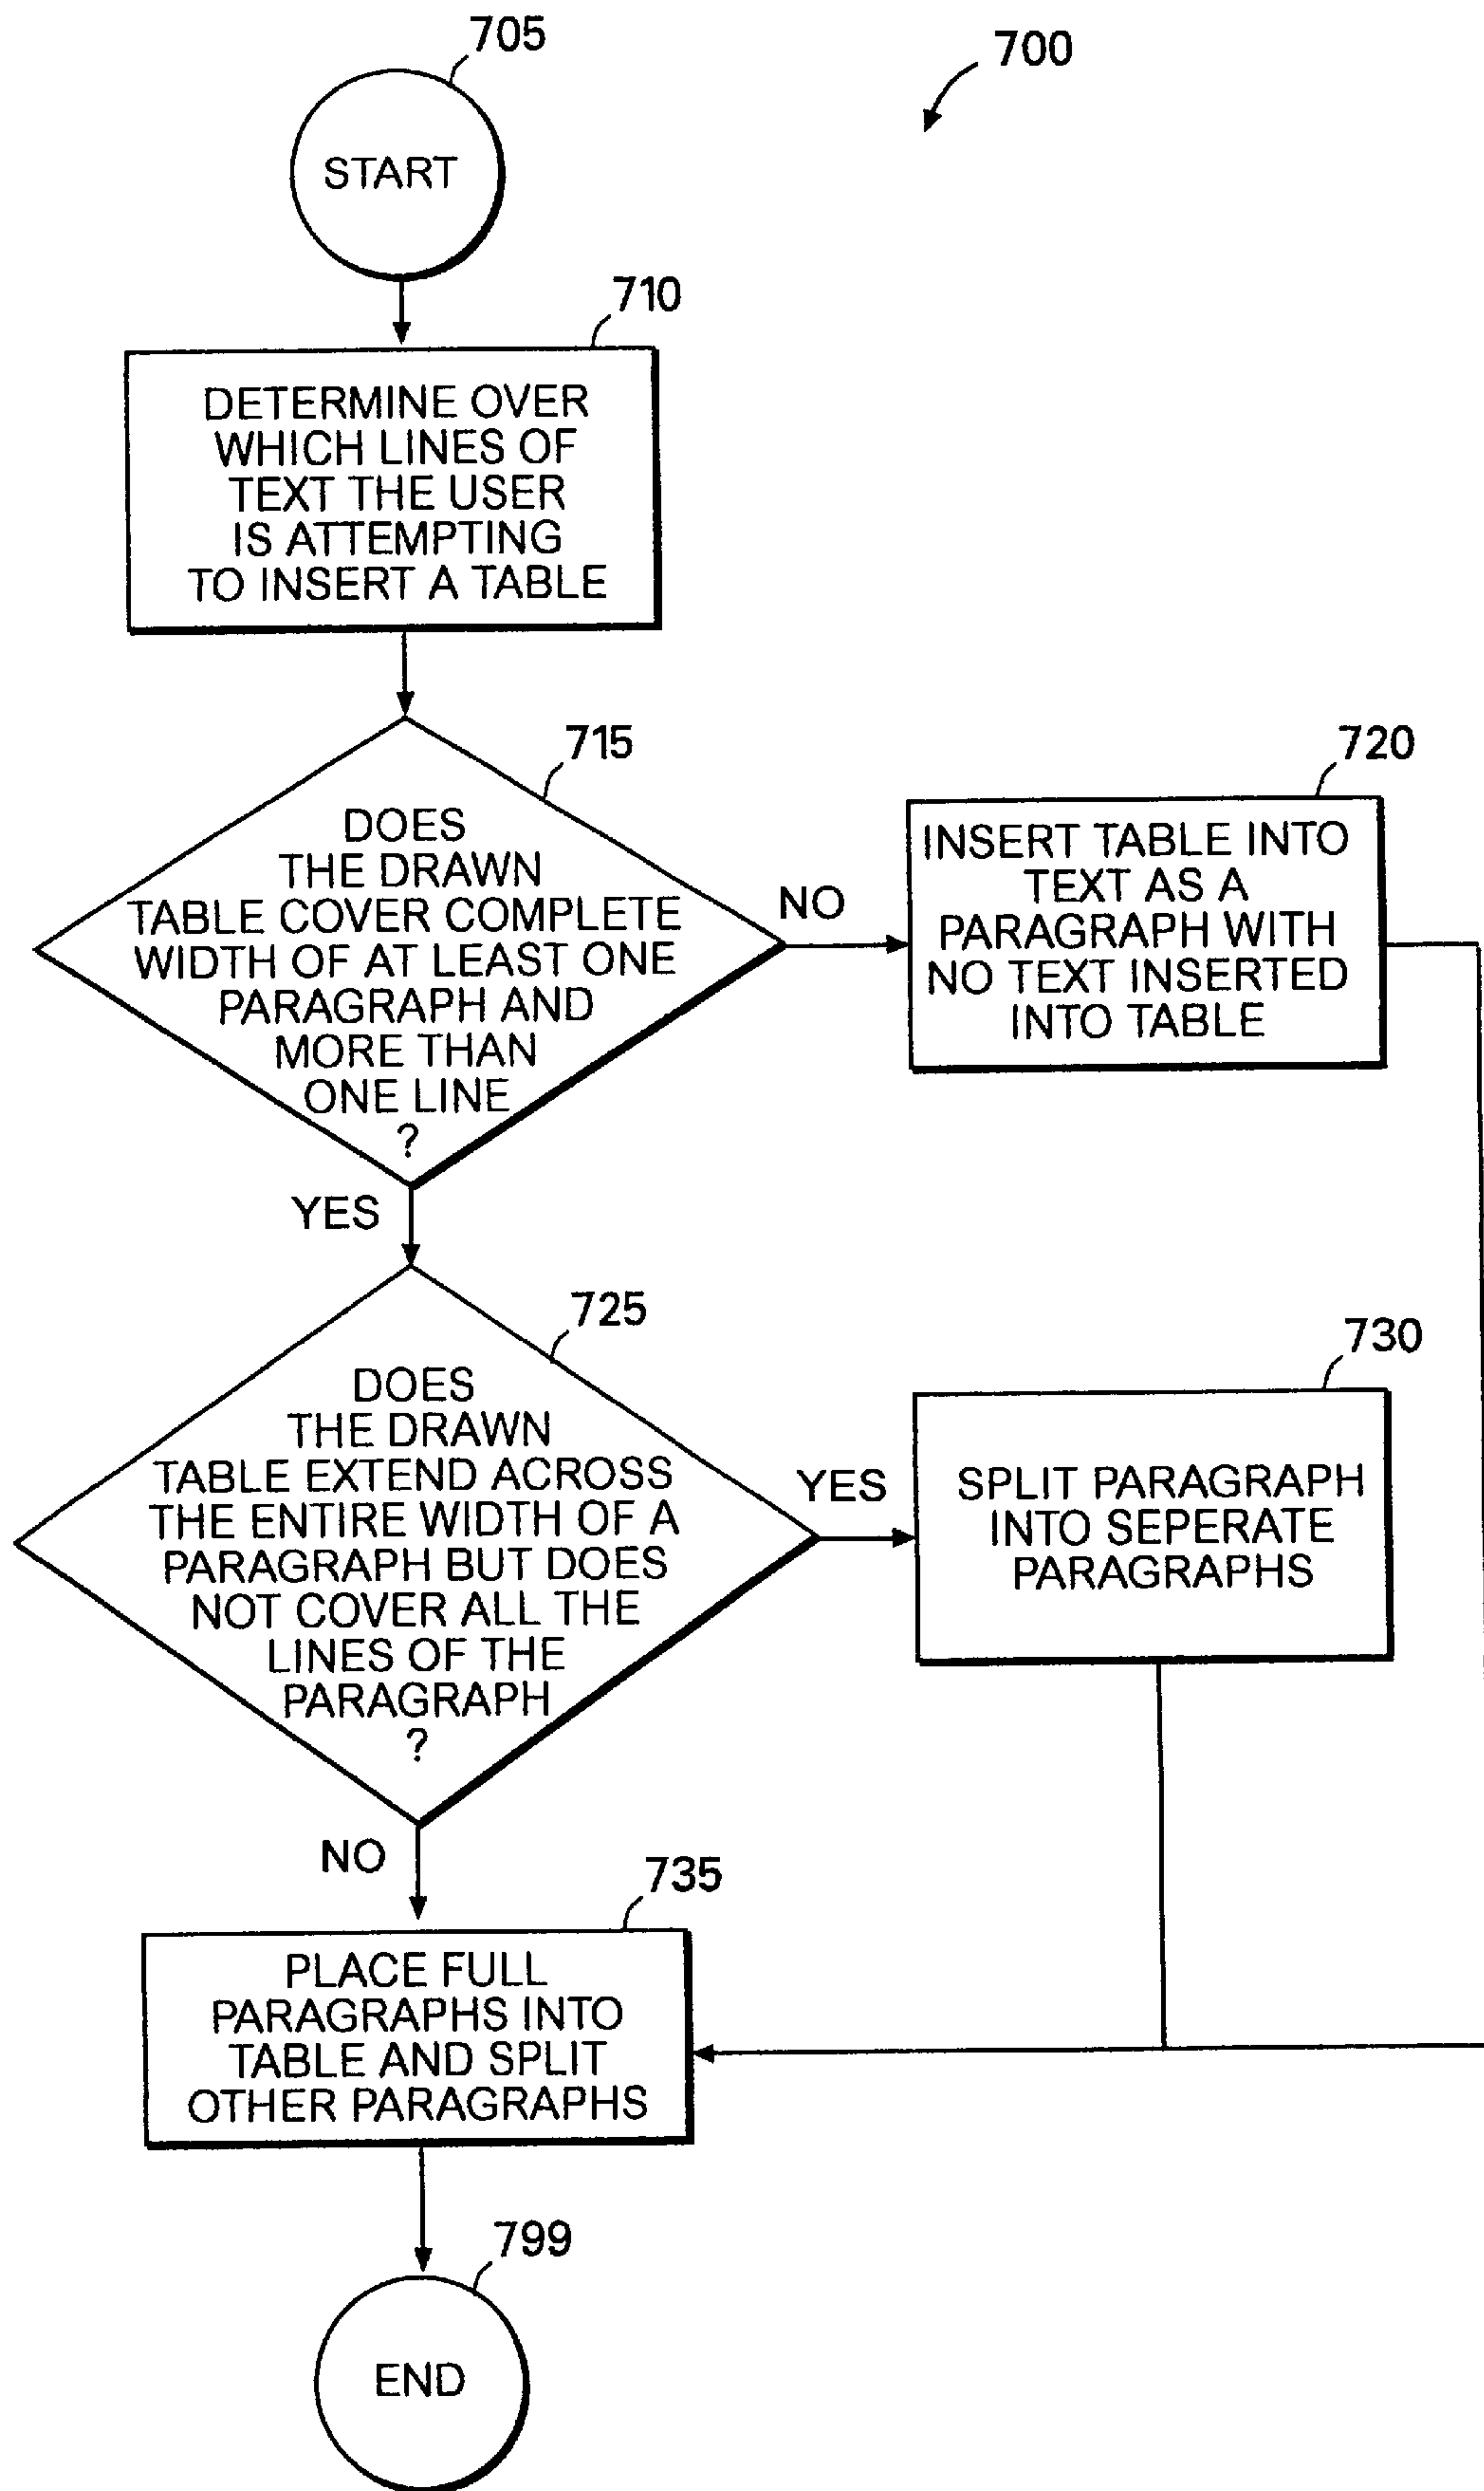 705
700
START
710
DETERMINE OVER
WHICH LINES OF
TEXT THE USER
IS ATTEMPTING
TO INSERT A TABLE
715
DOES
THE DRAWN
TABLE COVER COMPLETE
WIDTH OF AT LEAST ONE
PARAGRAPH AND
MORE THAN
ONE LINE
?
NO
720
INSERT TABLE INTO
TEXT AS A
PARAGRAPH WITH
NO TEXT INSERTED
INTO TABLE
YES
725
DOES
THE DRAWN
TABLE EXTEND ACROSS
THE ENTIRE WIDTH OF A
PARAGRAPH BUT DOES
NOT COVER ALL THE
LINES OF THE
PARAGRAPH
?
YES
730
SPLIT PARAGRAPH
INTO SEPERATE
PARAGRAPHS
NO
735
PLACE FULL
PARAGRAPHS INTO
TABLE AND SPLIT
OTHER PARAGRAPHS
799
END